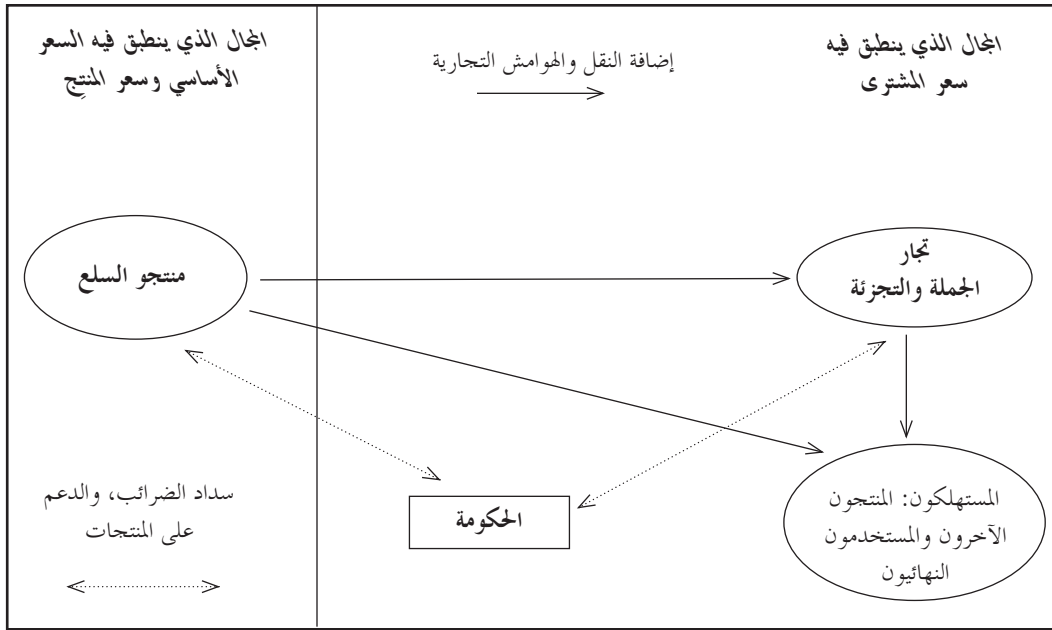 المجال الذي ينطبق فيه
سعر المشترى
إضافة النقل والهوامش التجارية
المجال الذي ينطبق فيه السعر
الأساسي وسعر المنتِج
تجار
الجملة والتجزئة
منتجو السلع
المستهلكون: المنتجون
الآخرون والمستخدمون
النهائيون
الحكومة
سداد الضرائب، والدعم
على المنتجات